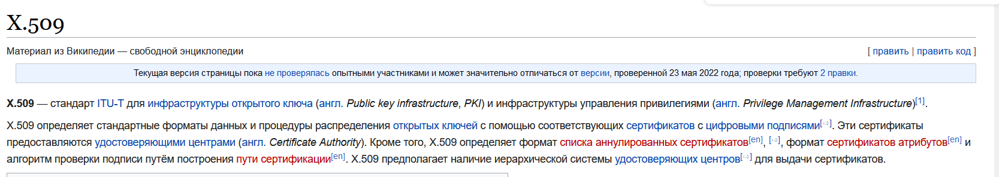 X.509
Материал из Википедии — свободной энциклопедии
[ править | править код ]
Текущая версия страницы пока не проверялась опытными участниками и может значительно отличаться от версии, проверенной 23 мая 2022 года; проверки требуют 2 правки.
X.509 — стандарт ITU-T для инфраструктуры открытого ключа (англ. Public key infrastructure, PKI) и инфраструктуры управления привилегиями (англ. Privilege Management Infrastructure)[1].
X.509 определяет стандартные форматы данных и процедуры распределения открытых ключей с помощью соответствующих сертификатов с цифровыми подписями[⇨]. Эти сертификаты
предоставляются удостоверяющими центрами (англ. Certificate Authority). Кроме того, X.509 определяет формат списка аннулированных сертификатов[en], [⇨], формат сертификатов атрибутов[en] и
алгоритм проверки подписи путём построения пути сертификации[en]. X.509 предполагает наличие иерархической системы удостоверяющих центров[⇨] для выдачи сертификатов.